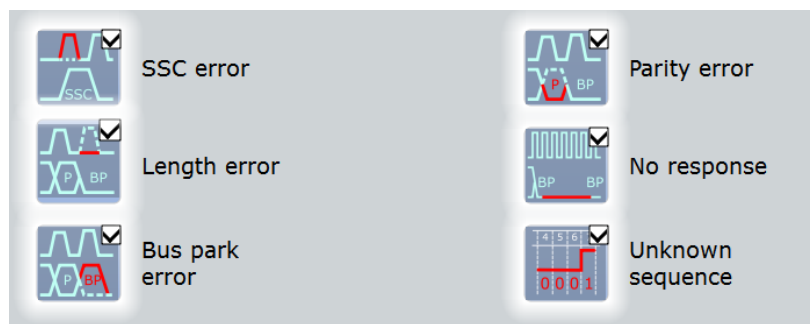 SSC
SSC error
P BP
Parity error
P BP
Length error
BP BP
No response
P BP
Bus park
error
4 5 6
0 0 0 1
Unknown
sequence